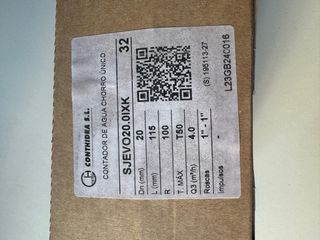 CONTHIDRA S.L.
CONTADOR DE AGUA CHORRO ÚNICO
SJEVO20.0IXK 32
Dn (mm) 20
L (mm) 115
R 100
T. MÁX T50
Q3 (m³/h) 4.0
Roscas 1" - 1"
Impulsos -
(S) 195113-27
L23GB240016